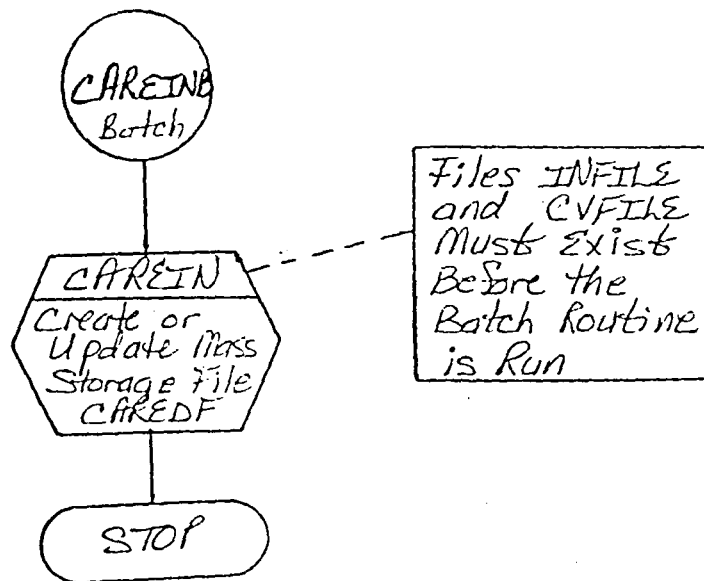 CAREINB
Batch
CAREIN
Create or
Update Mass
Storage File
CAREDF
STOP
Files INFILE
and CVFILE
Must Exist
Before the
Batch Routine
is Run